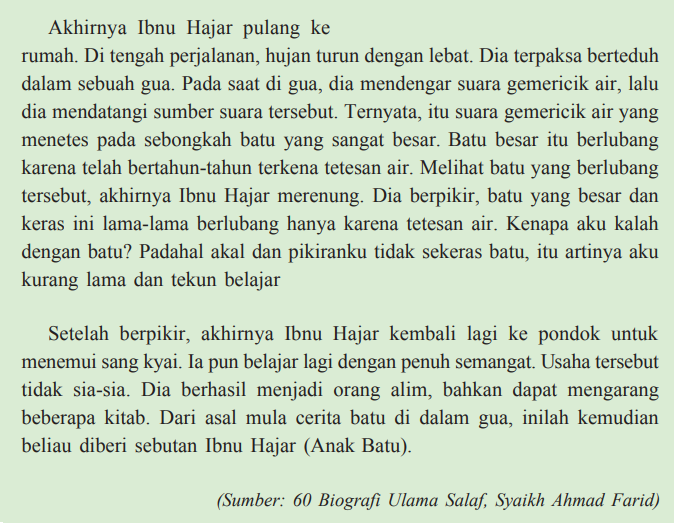 Akhirnya Ibnu Hajar pulang ke
rumah. Di tengah perjalanan, hujan turun dengan lebat. Dia terpaksa berteduh
dalam sebuah gua. Pada saat di gua, dia mendengar suara gemericik air, lalu
dia mendatangi sumber suara tersebut. Ternyata, itu suara gemericik air yang
menetes pada sebongkah batu yang sangat besar. Batu besar itu berlubang
karena telah bertahun-tahun terkena tetesan air. Melihat batu yang berlubang
tersebut, akhirnya Ibnu Hajar merenung. Dia berpikir, batu yang besar dan
keras ini lama-lama berlubang hanya karena tetesan air. Kenapa aku kalah
dengan batu? Padahal akal dan pikiranku tidak sekeras batu, itu artinya aku
kurang lama dan tekun belajar
Setelah berpikir, akhirnya Ibnu Hajar kembali lagi ke pondok untuk
menemui sang kyai. Ia pun belajar lagi dengan penuh semangat. Usaha tersebut
tidak sia-sia. Dia berhasil menjadi orang alim, bahkan dapat mengarang
beberapa kitab. Dari asal mula cerita batu di dalam gua, inilah kemudian
beliau diberi sebutan Ibnu Hajar (Anak Batu).
(Sumber: 60 Biografi Ulama Salaf, Syaikh Ahmad Farid)